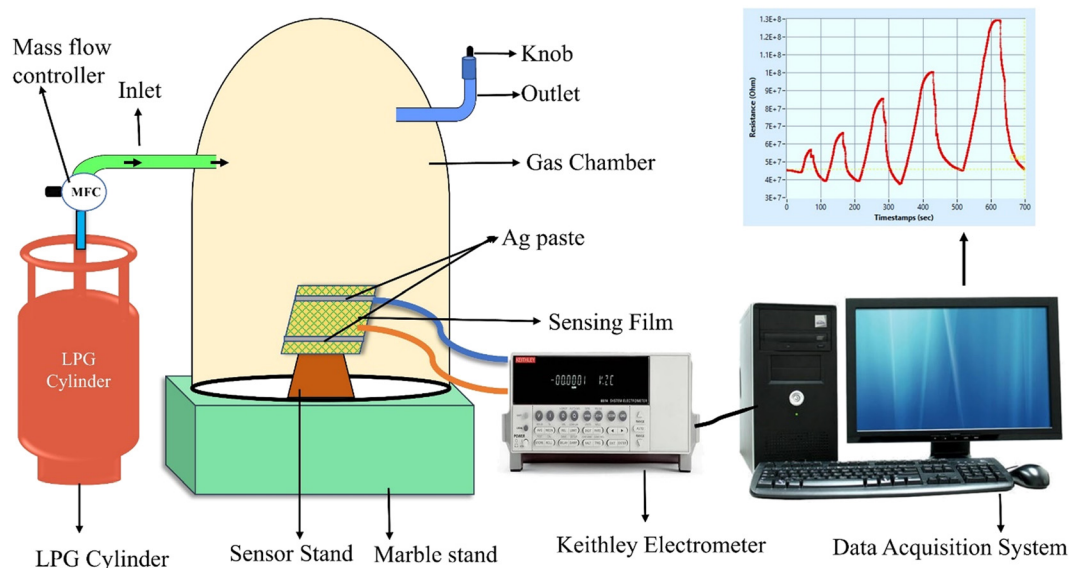 Mass flow
controller
Inlet
MFC
LPG
Cylinder
LPG Cylinder
Knob
Outlet
Gas Chamber
Ag paste
Sensing Film
Sensor Stand
Marble stand
KEITHLEY
Keithley Electrometer
Data Acquisition System
Resistance (Ohm)
1.3E+8
1.2E+8
1.1E+8
1E+8
9E+7
8E+7
7E+7
6E+7
5E+7
4E+7
3E+7
0 100 200 300 400 500 600 700
Timestamps (sec)